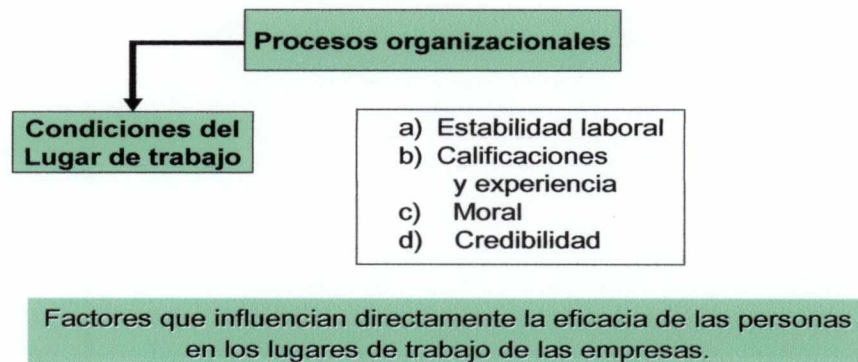 Procesos organizacionales
Condiciones del
Lugar de trabajo
a) Estabilidad laboral
b) Calificaciones
y experiencia
c) Moral
d) Credibilidad
Factores que influencian directamente la eficacia de las personas
en los lugares de trabajo de las empresas.